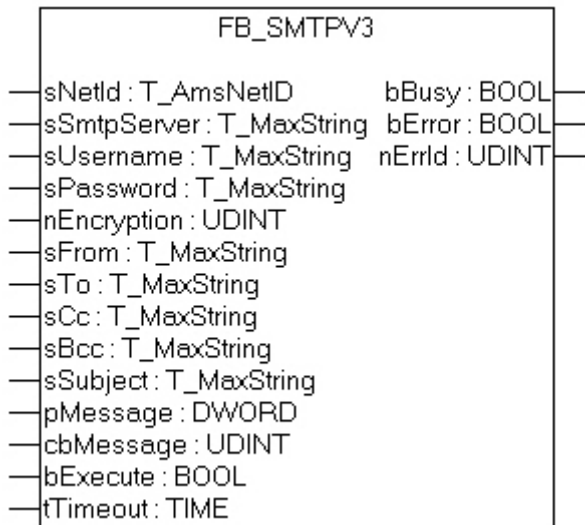 FB_SMTPV3
sNetId : T_AmsNetID bBusy : BOOL
sSmtpServer : T_MaxString bError : BOOL
sUsername : T_MaxString nErrId : UDINT
sPassword : T_MaxString
nEncryption : UDINT
sFrom : T_MaxString
sTo : T_MaxString
sCc : T_MaxString
sBcc : T_MaxString
sSubject : T_MaxString
pMessage : DWORD
cbMessage : UDINT
bExecute : BOOL
tTimeout : TIME